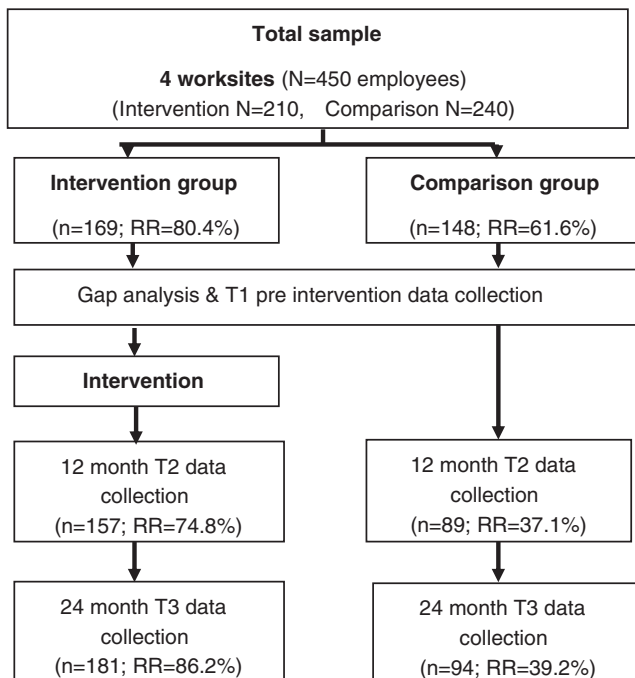 Total sample
4 worksites (N=450 employees)
(Intervention N=210, Comparison N=240)
Intervention group
(n=169; RR=80.4%)
Comparison group
(n=148; RR=61.6%)
Gap analysis & T1 pre intervention data collection
Intervention
12 month T2 data
collection
(n=157; RR=74.8%)
12 month T2 data
collection
(n=89; RR=37.1%)
24 month T3 data
collection
(n=181; RR=86.2%)
24 month T3 data
collection
(n=94; RR=39.2%)